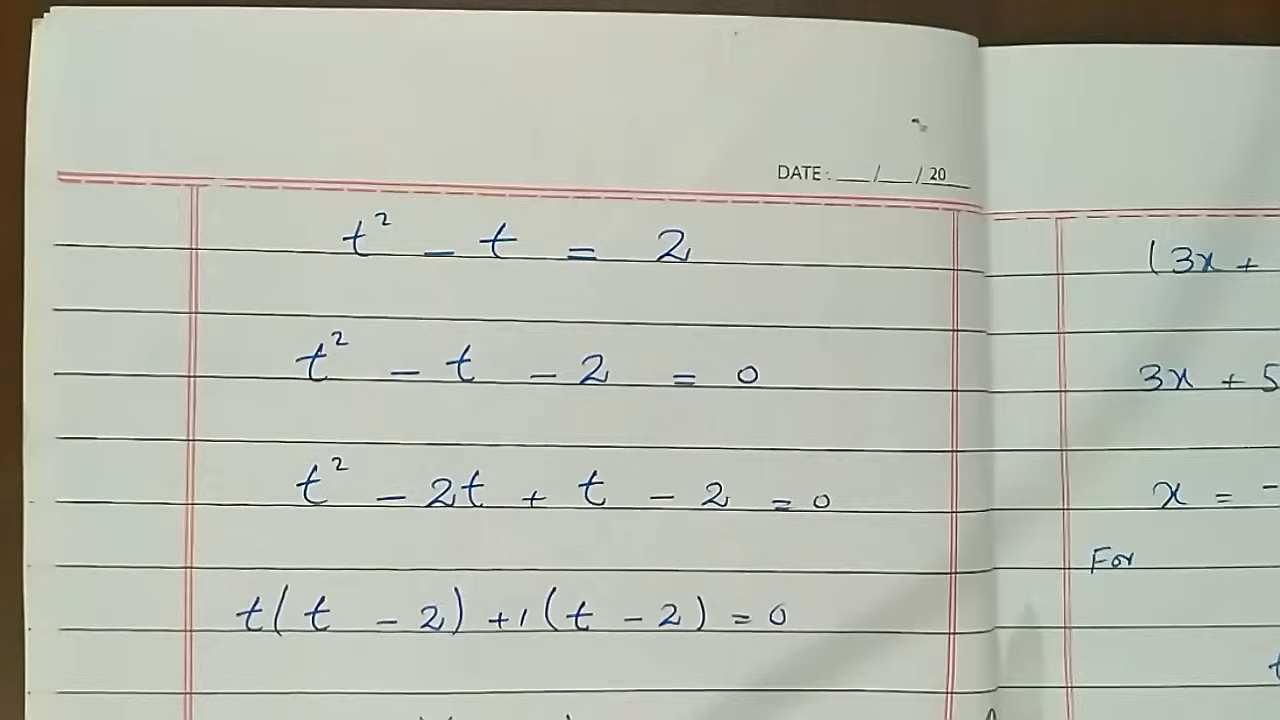 DATE : __/__/20__
t² - t = 2
t² - t - 2 = 0
t² - 2t + t - 2 = 0
t(t - 2) + 1(t - 2) = 0
(3x +
3x + 5
x = -
For
t